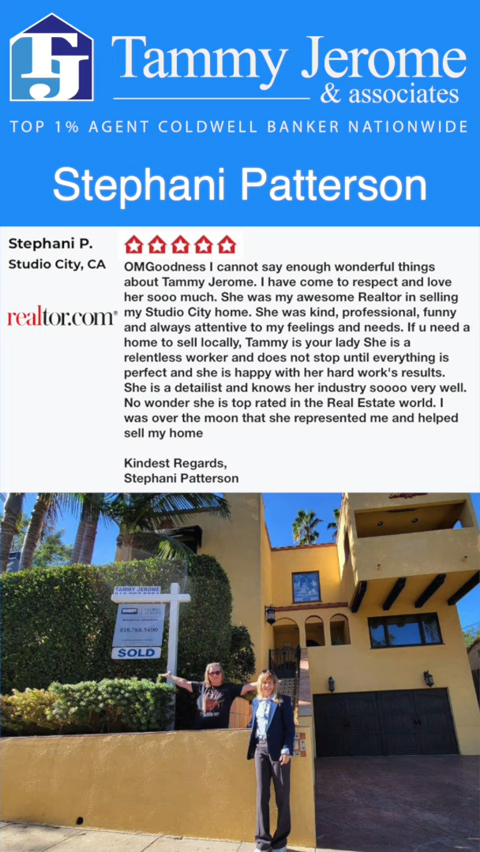 TJ
Tammy Jerome
& associates
TOP 1% AGENT COLDWELL BANKER NATIONWIDE
Stephani Patterson
Stephani P.
Studio City, CA
realtor.com®
OMGoodness I cannot say enough wonderful things
about Tammy Jerome. I have come to respect and love
her sooo much. She was my awesome Realtor in selling
my Studio City home. She was kind, professional, funny
and always attentive to my feelings and needs. If u need a
home to sell locally, Tammy is your lady She is a
relentless worker and does not stop until everything is
perfect and she is happy with her hard work's results.
She is a detailist and knows her industry soooo very well.
No wonder she is top rated in the Real Estate world. I
was over the moon that she represented me and helped
sell my home
Kindest Regards,
Stephani Patterson
TAMMY JEROME
SOLD